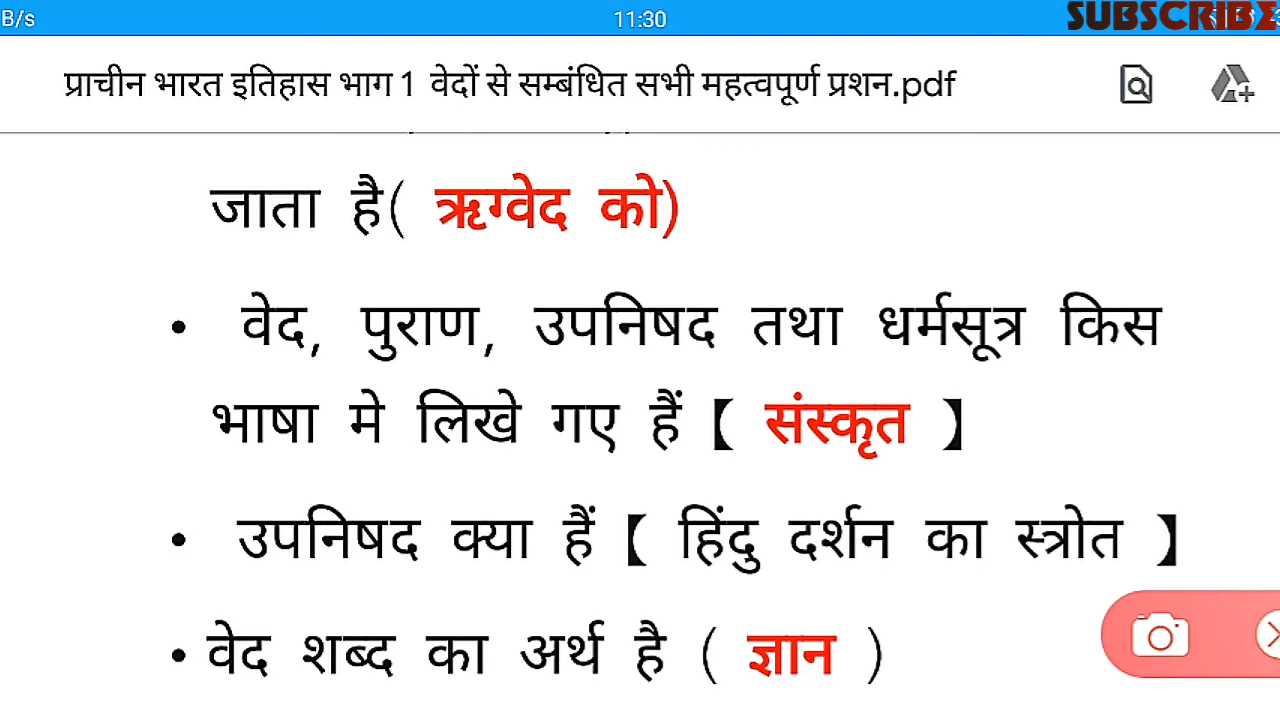 B/s 11:30 SUBSCRIBE
प्राचीन भारत इतिहास भाग 1 वेदों से सम्बंधित सभी महत्वपूर्ण प्रशन.pdf
जाता है( ऋग्वेद को)
• वेद, पुराण, उपनिषद तथा धर्मसूत्र किस
भाषा मे लिखे गए हैं【 संस्कृत 】
• उपनिषद क्या हैं【 हिंदु दर्शन का स्त्रोत 】
• वेद शब्द का अर्थ है ( ज्ञान )